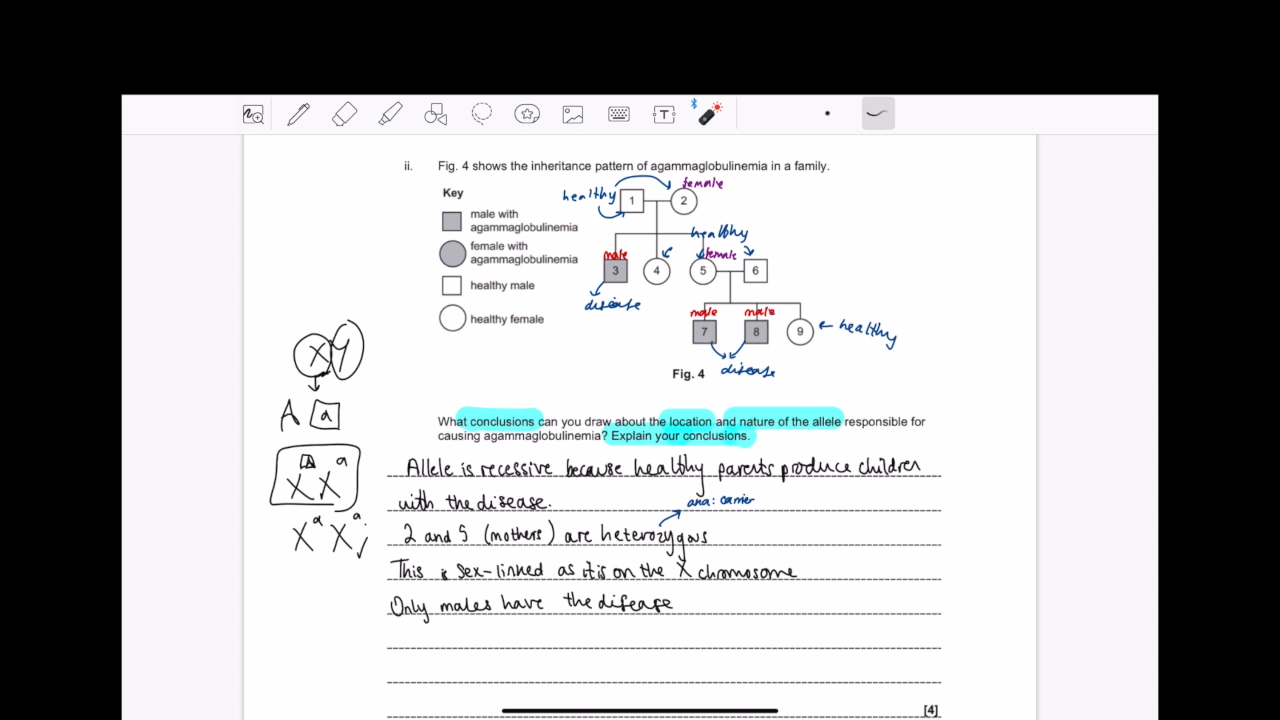 ii. Fig. 4 shows the inheritance pattern of agammaglobulinemia in a family.
Key
male with
agammaglobulinemia
female with
agammaglobulinemia
healthy male
healthy female
healthy
female
1
2
healthy
male
female
3
4
5
6
disease
male
male
7
8
9
healthy
disease
Fig. 4
X Y
A a
X A X a
X a X a
What conclusions can you draw about the location and nature of the allele responsible for
causing agammaglobulinemia? Explain your conclusions.
Allele is recessive because healthy parents produce children
with the disease.
aka: carrier
2 and 5 (mothers) are heterozygous
This is sex-linked as it is on the X chromosome
Only males have the disease
[4]
T